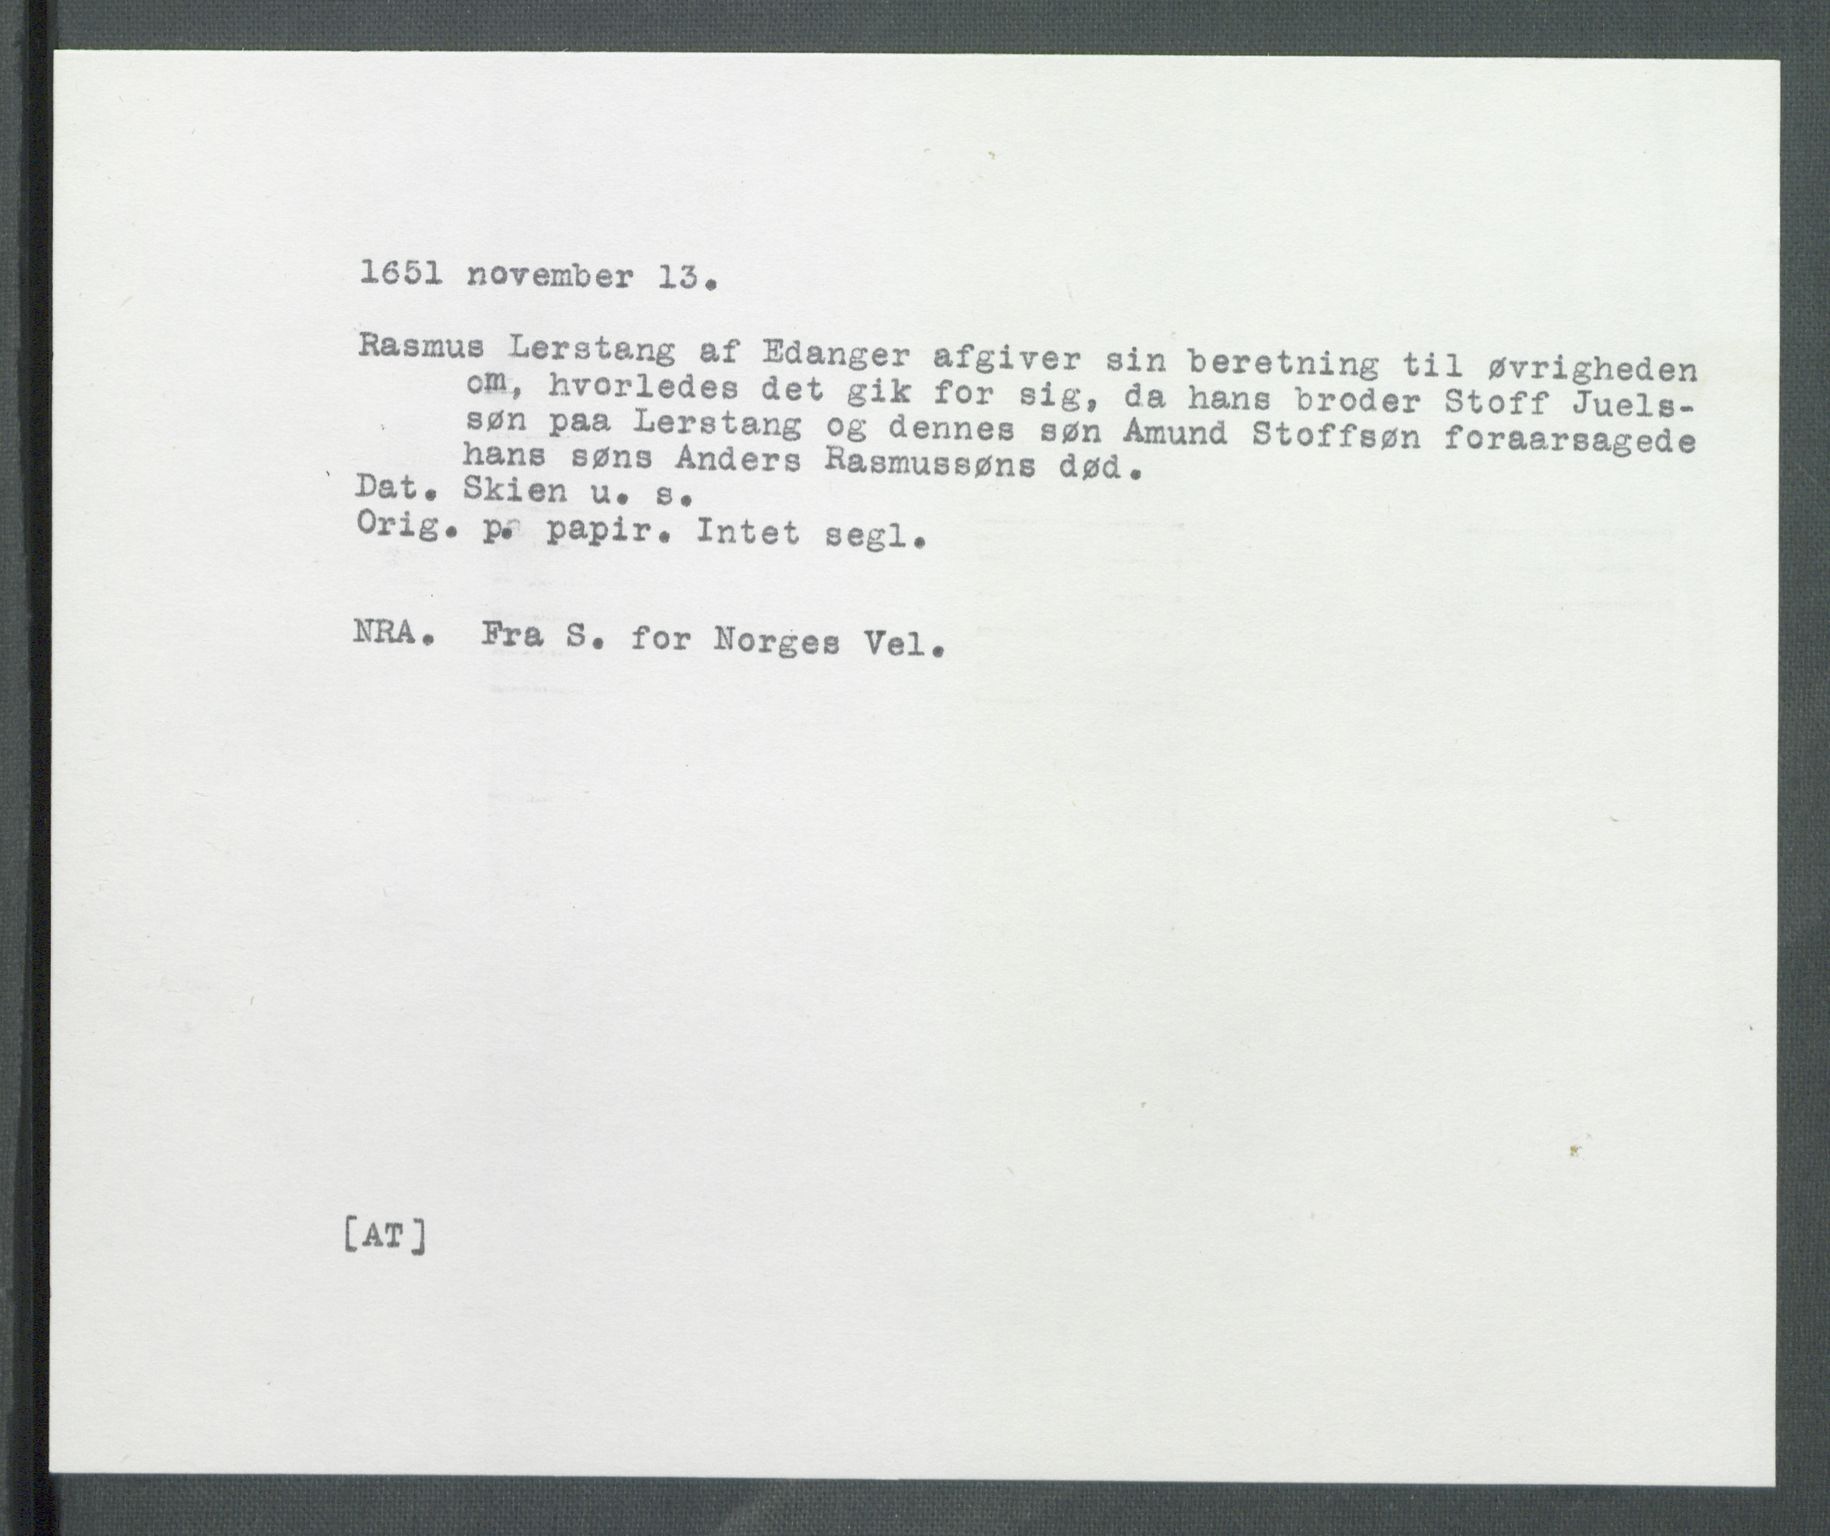 1651 november 13.
Rasmus Lerstang af Edanger afgiver sin beretning til øvrigheden
om, hvorledes det gik for sig, da hans broder Stoff Juels-
søn paa Lerstang og dennes søn Amund Stoffsøn foraarsagede
hans søns Anders Rasmussøns død.
Dat. Skien u. s.
Orig. p. papir. Intet segl.
NRA. Fra S. for Norges Vel.
[AT]